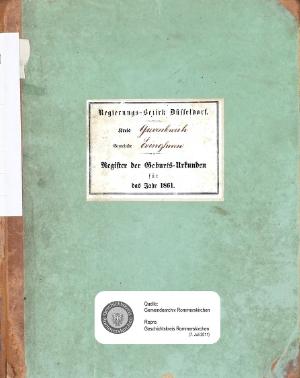 Regierungs-Bezirk Düsseldorf.
Kreis Grevenbroich
Gemeinde
Register der Geburts-Urkunden
für
das Jahr 1861.
Quelle:
Gemeindearchiv Rommerskirchen
Repro:
Geschichtskreis Rommerskirchen